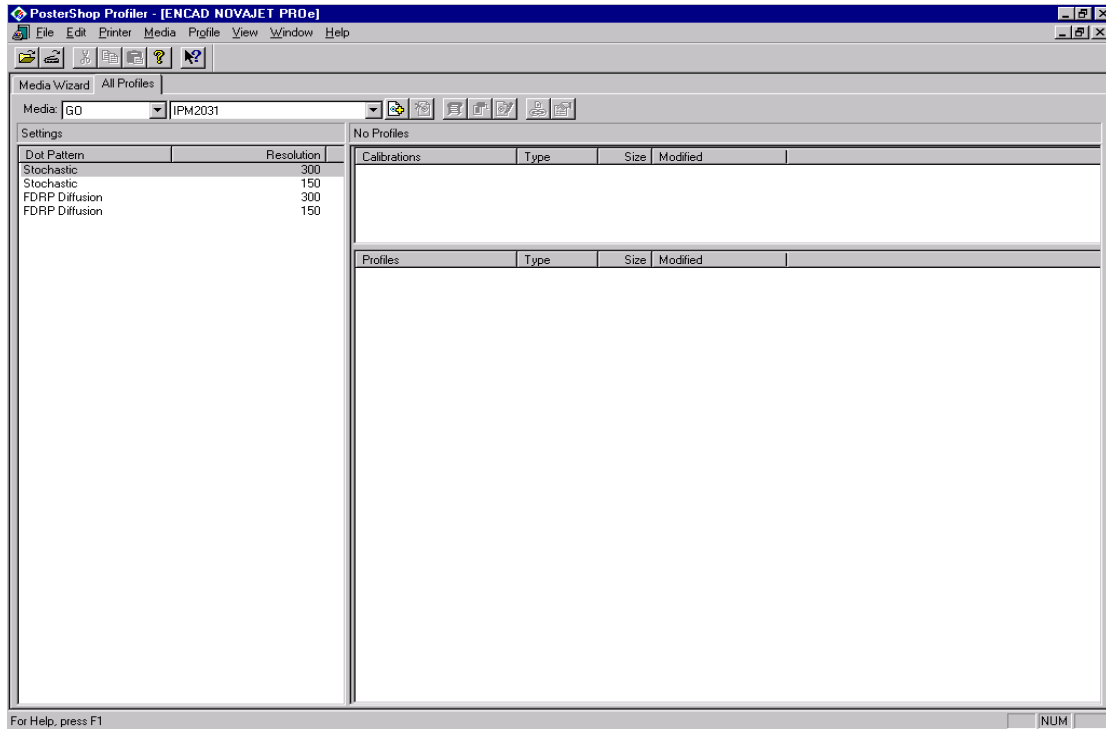 PosterShop Profiler - [ENCAD NOVAJET PROe]
File Edit Printer Media Profile View Window Help
Media Wizard All Profiles
Media: GO IPM2031
Settings No Profiles
Dot Pattern Resolution Calibrations Type Size Modified
Stochastic 300
Stochastic 150
FDRP Diffusion 300
FDRP Diffusion 150
Profiles Type Size Modified
For Help, press F1 NUM